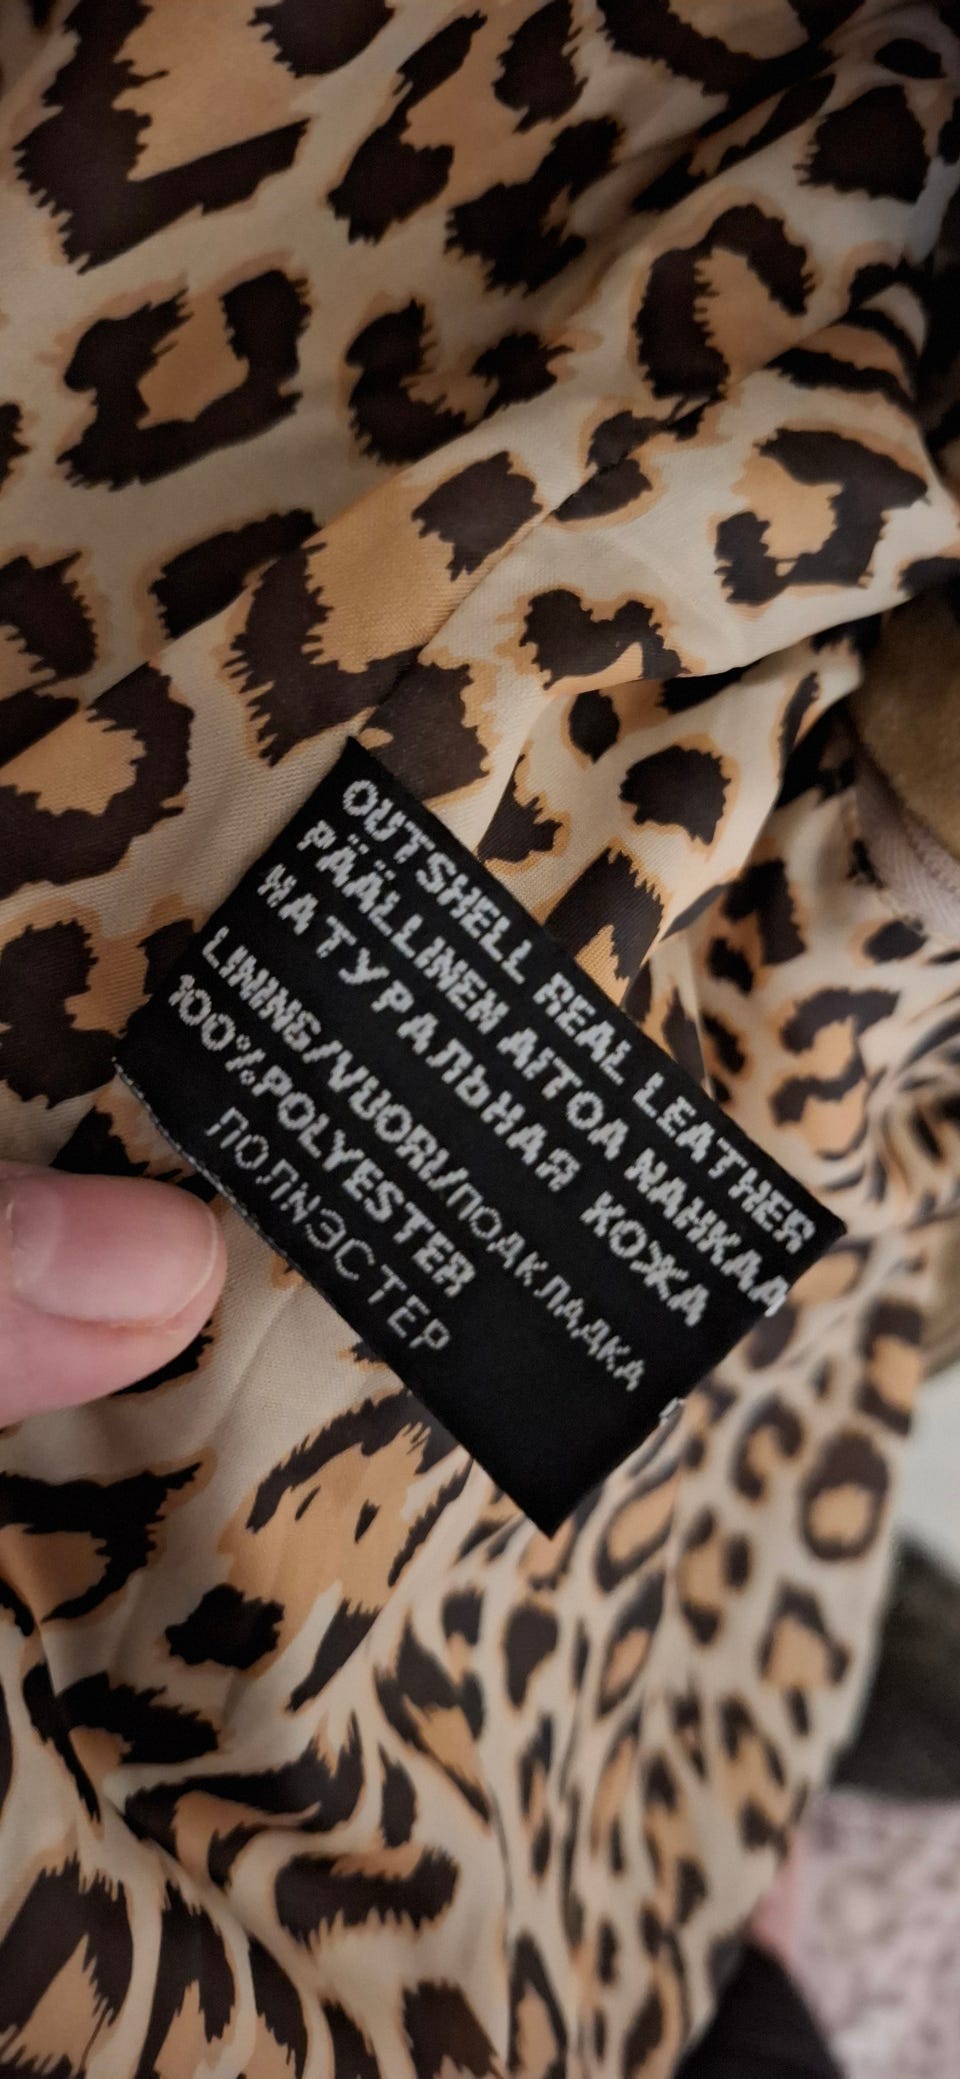 OUTSHELL REAL LEATHER
PÄÄLLINEN AITOA NAHKAA
НАТУРАЛЬНАЯ КОЖА
LINING/VUORI/ПОДКЛАДКА
100%POLYESTER
ПОЛИЭСТЕР